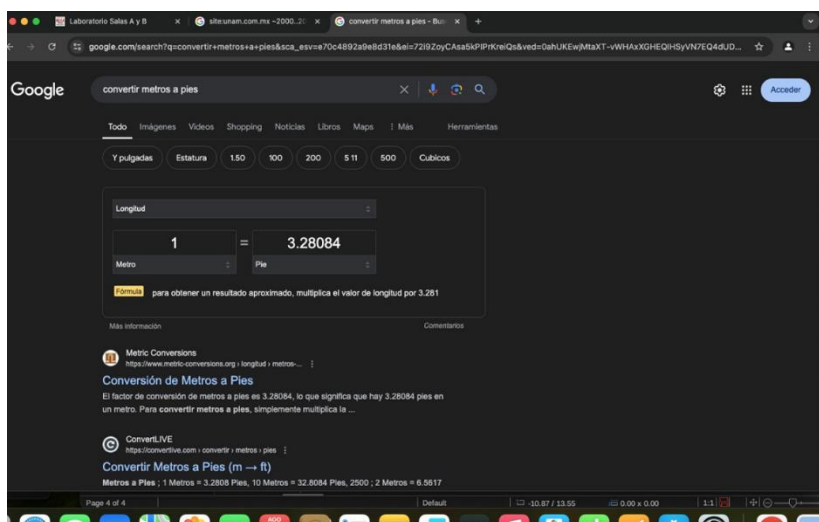 Laboratorio Salas A y B
site:unam.com.mx ~2000..20
convertir metros a pies - Bus
google.com/search?q=convertir+metros+a+pies&sca_esv=e70c4892a9e8d31e&ei=72i9ZoyCAsa5kPIPrKreiQs&ved=0ahUKEwjMtaXT-vWHAxXGHEQIHSyVN7EQ4dUD...
Google
convertir metros a pies
Acceder
Todo Imágenes Videos Shopping Noticias Libros Maps Más Herramientas
Y pulgadas Estatura 1.50 100 200 5 11 500 Cubicos
Longitud
1 = 3.28084
Metro Pie
Fórmula para obtener un resultado aproximado, multiplica el valor de longitud por 3.281
Más información Comentarios
Metric Conversions
https://www.metric-conversions.org › longitud › metros-...
Conversión de Metros a Pies
El factor de conversión de metros a pies es 3.28084, lo que significa que hay 3.28084 pies en
un metro. Para convertir metros a pies, simplemente multiplica la ...
ConvertLIVE
https://convertlive.com › convertir › metros › pies
Convertir Metros a Pies (m → ft)
Metros a Pies ; 1 Metros = 3.2808 Pies, 10 Metros = 32.8084 Pies, 2500 ; 2 Metros = 6.5617
Page 4 of 4 Default -10.87 / 13.55 0.00 x 0.00 1:1